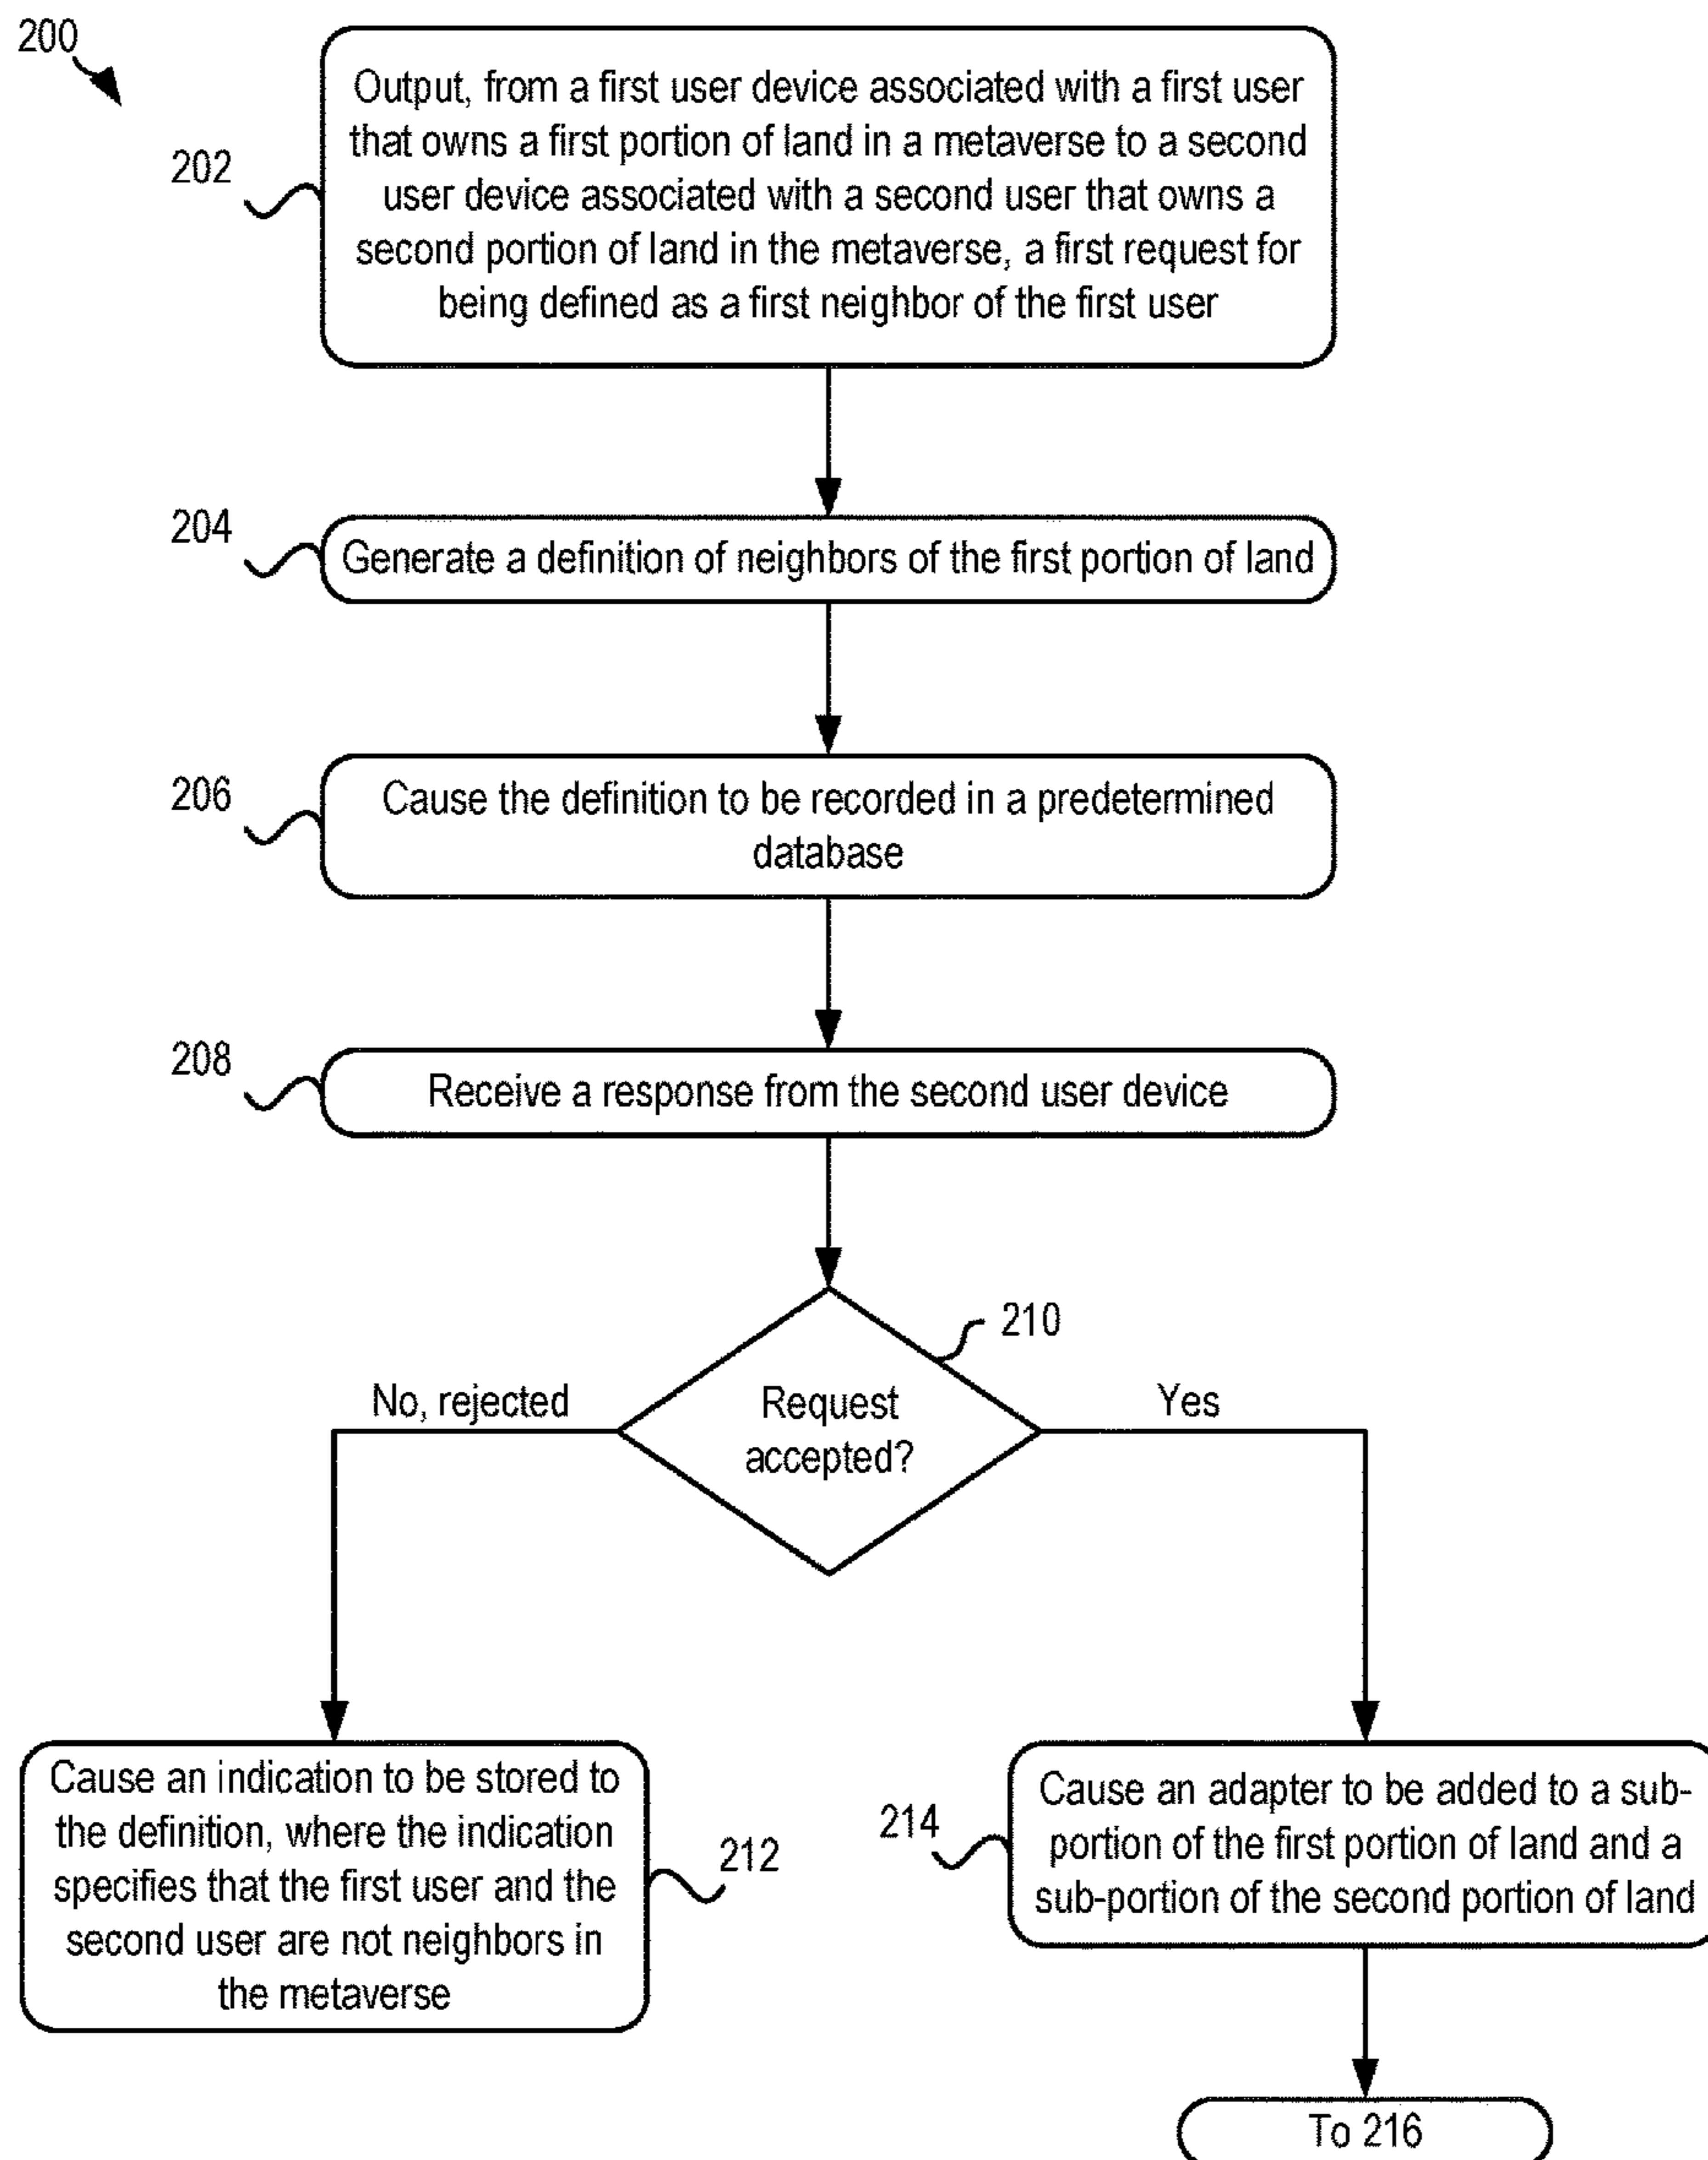 200
202
Output, from a first user device associated with a first user
that owns a first portion of land in a metaverse to a second
user device associated with a second user that owns a
second portion of land in the metaverse, a first request for
being defined as a first neighbor of the first user
204
Generate a definition of neighbors of the first portion of land
206
Cause the definition to be recorded in a predetermined
database
208
Receive a response from the second user device
210
Request
accepted?
No, rejected
Yes
Cause an indication to be stored to
the definition, where the indication
specifies that the first user and the
second user are not neighbors in
the metaverse
212
214
Cause an adapter to be added to a sub-
portion of the first portion of land and a
sub-portion of the second portion of land
To 216